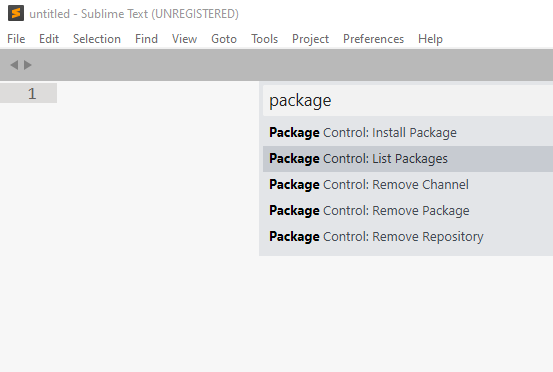 untitled - Sublime Text (UNREGISTERED)
File Edit Selection Find View Goto Tools Project Preferences Help
1
package
Package Control: Install Package
Package Control: List Packages
Package Control: Remove Channel
Package Control: Remove Package
Package Control: Remove Repository